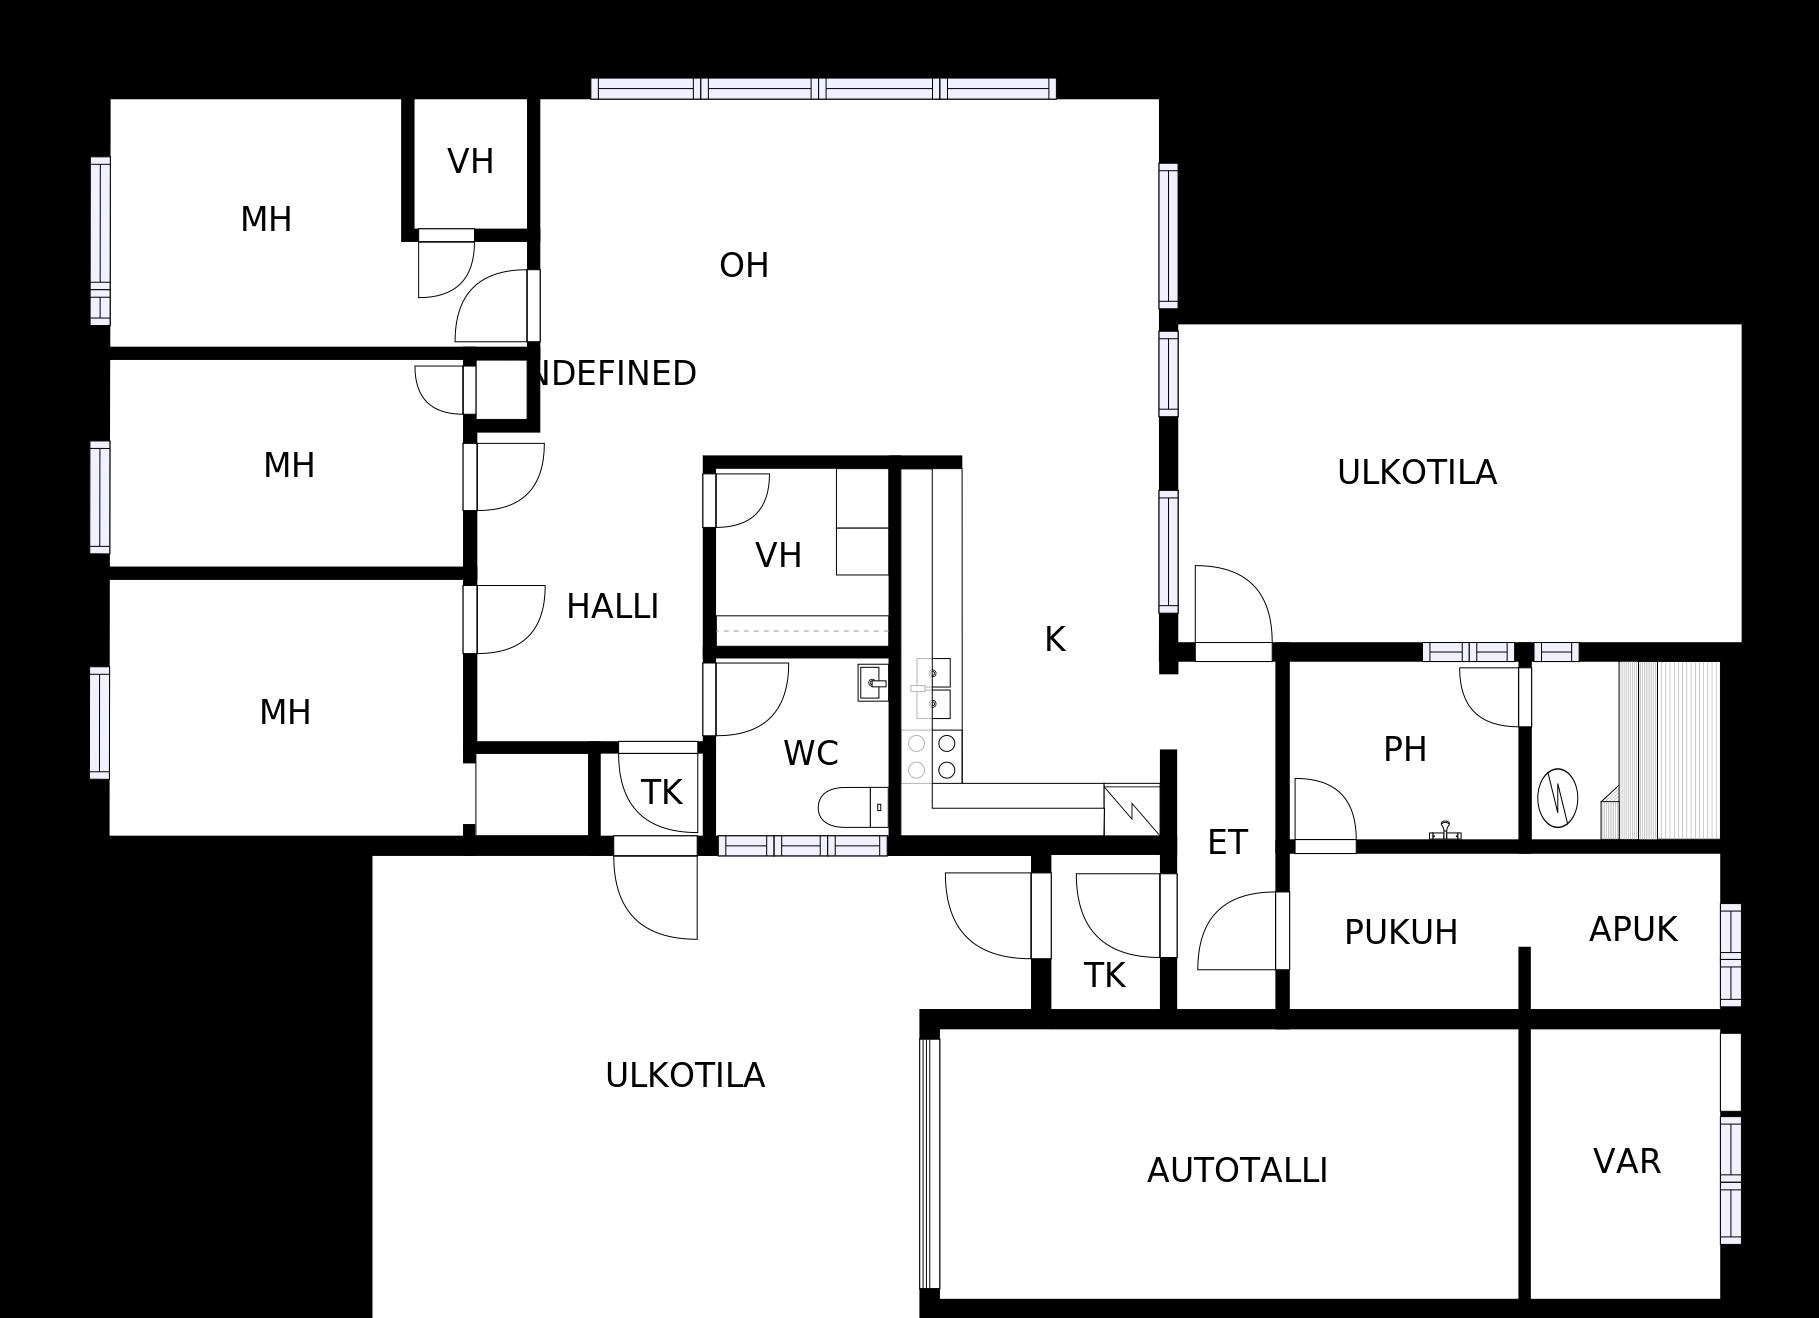 VH
MH
OH
NDEFINED
MH
ULKOTILA
VH
HALLI
K
MH
WC
PH
TK
ET
PUKUH
APUK
TK
ULKOTILA
AUTOTALLI
VAR